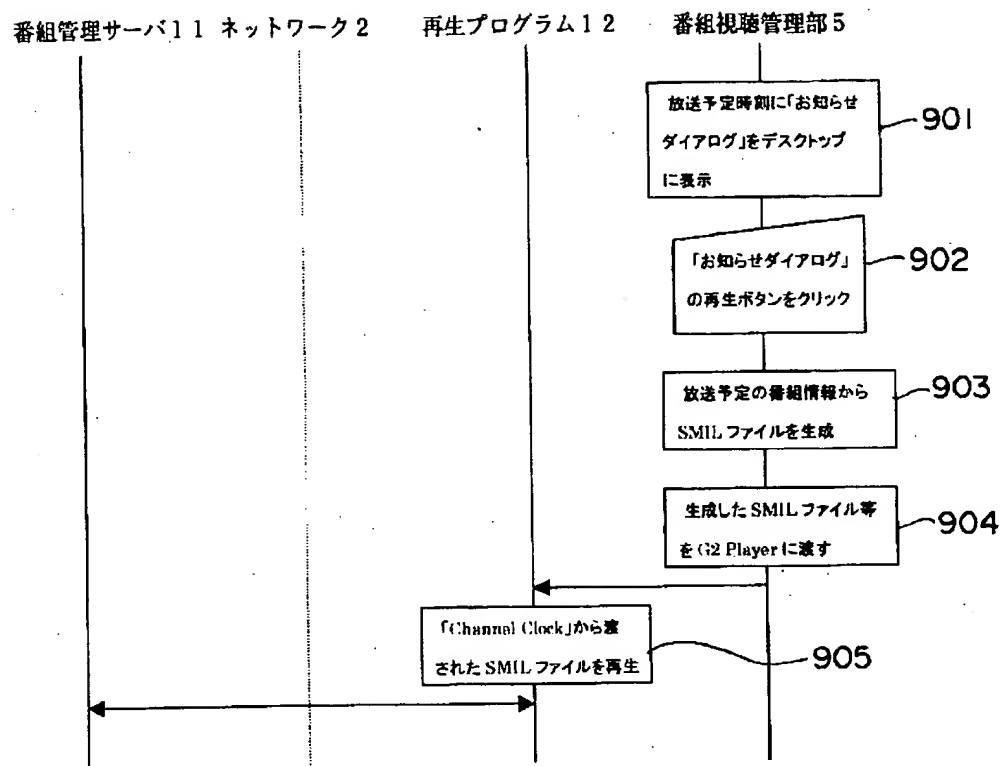 番組管理サーバ11 ネットワーク2 再生プログラム12 番組視聴管理部5
放送予定時刻に「お知らせ
ダイアログ」をデスクトップ
に表示
901
「お知らせダイアログ」
の再生ボタンをクリック
902
放送予定の番組情報から
SMILファイルを生成
903
生成したSMILファイル等
をG2 Playerに渡す
904
「Channel Clock」から渡
されたSMILファイルを再生
905